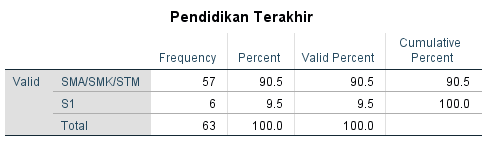 Pendidikan Terakhir
Frequency Percent Valid Percent Cumulative Percent
Valid SMA/SMK/STM 57 90.5 90.5 90.5
S1 6 9.5 9.5 100.0
Total 63 100.0 100.0